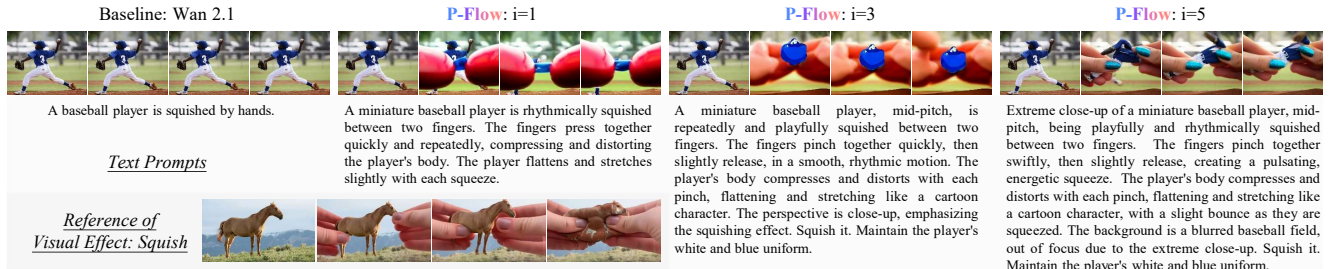 Baseline: Wan 2.1
A baseball player is squished by hands.
Text Prompts
Reference of
Visual Effect: Squish
P-Flow: i=1
A miniature baseball player is rhythmically squished
between two fingers. The fingers press together
quickly and repeatedly, compressing and distorting
the player's body. The player flattens and stretches
slightly with each squeeze.
P-Flow: i=3
A miniature baseball player, mid-pitch, is
repeatedly and playfully squished between two
fingers. The fingers pinch together quickly, then
slightly release, in a smooth, rhythmic motion. The
player's body compresses and distorts with each
pinch, flattening and stretching like a cartoon
character. The perspective is close-up, emphasizing
the squishing effect. Squish it. Maintain the player's
white and blue uniform.
P-Flow: i=5
Extreme close-up of a miniature baseball player, mid-
pitch, being playfully and rhythmically squished
between two fingers. The fingers pinch together
swiftly, then slightly release, creating a pulsating,
energetic squeeze. The player's body compresses and
distorts with each pinch, flattening and stretching like
a cartoon character, with a slight bounce as they are
squeezed. The background is a blurred baseball field,
out of focus due to the extreme close-up. Squish it.
Maintain the player's white and blue uniform.